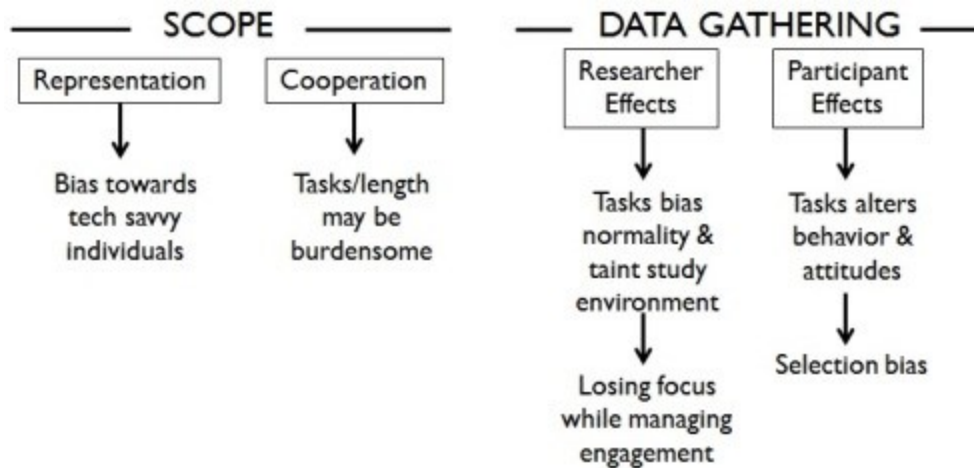 SCOPE
Representation
Bias towards
tech savvy
individuals
Cooperation
Tasks/length
may be
burdensome
DATA GATHERING
Researcher
Effects
Tasks bias
normality &
taint study
environment
Losing focus
while managing
engagement
Participant
Effects
Tasks alters
behavior &
attitudes
Selection bias